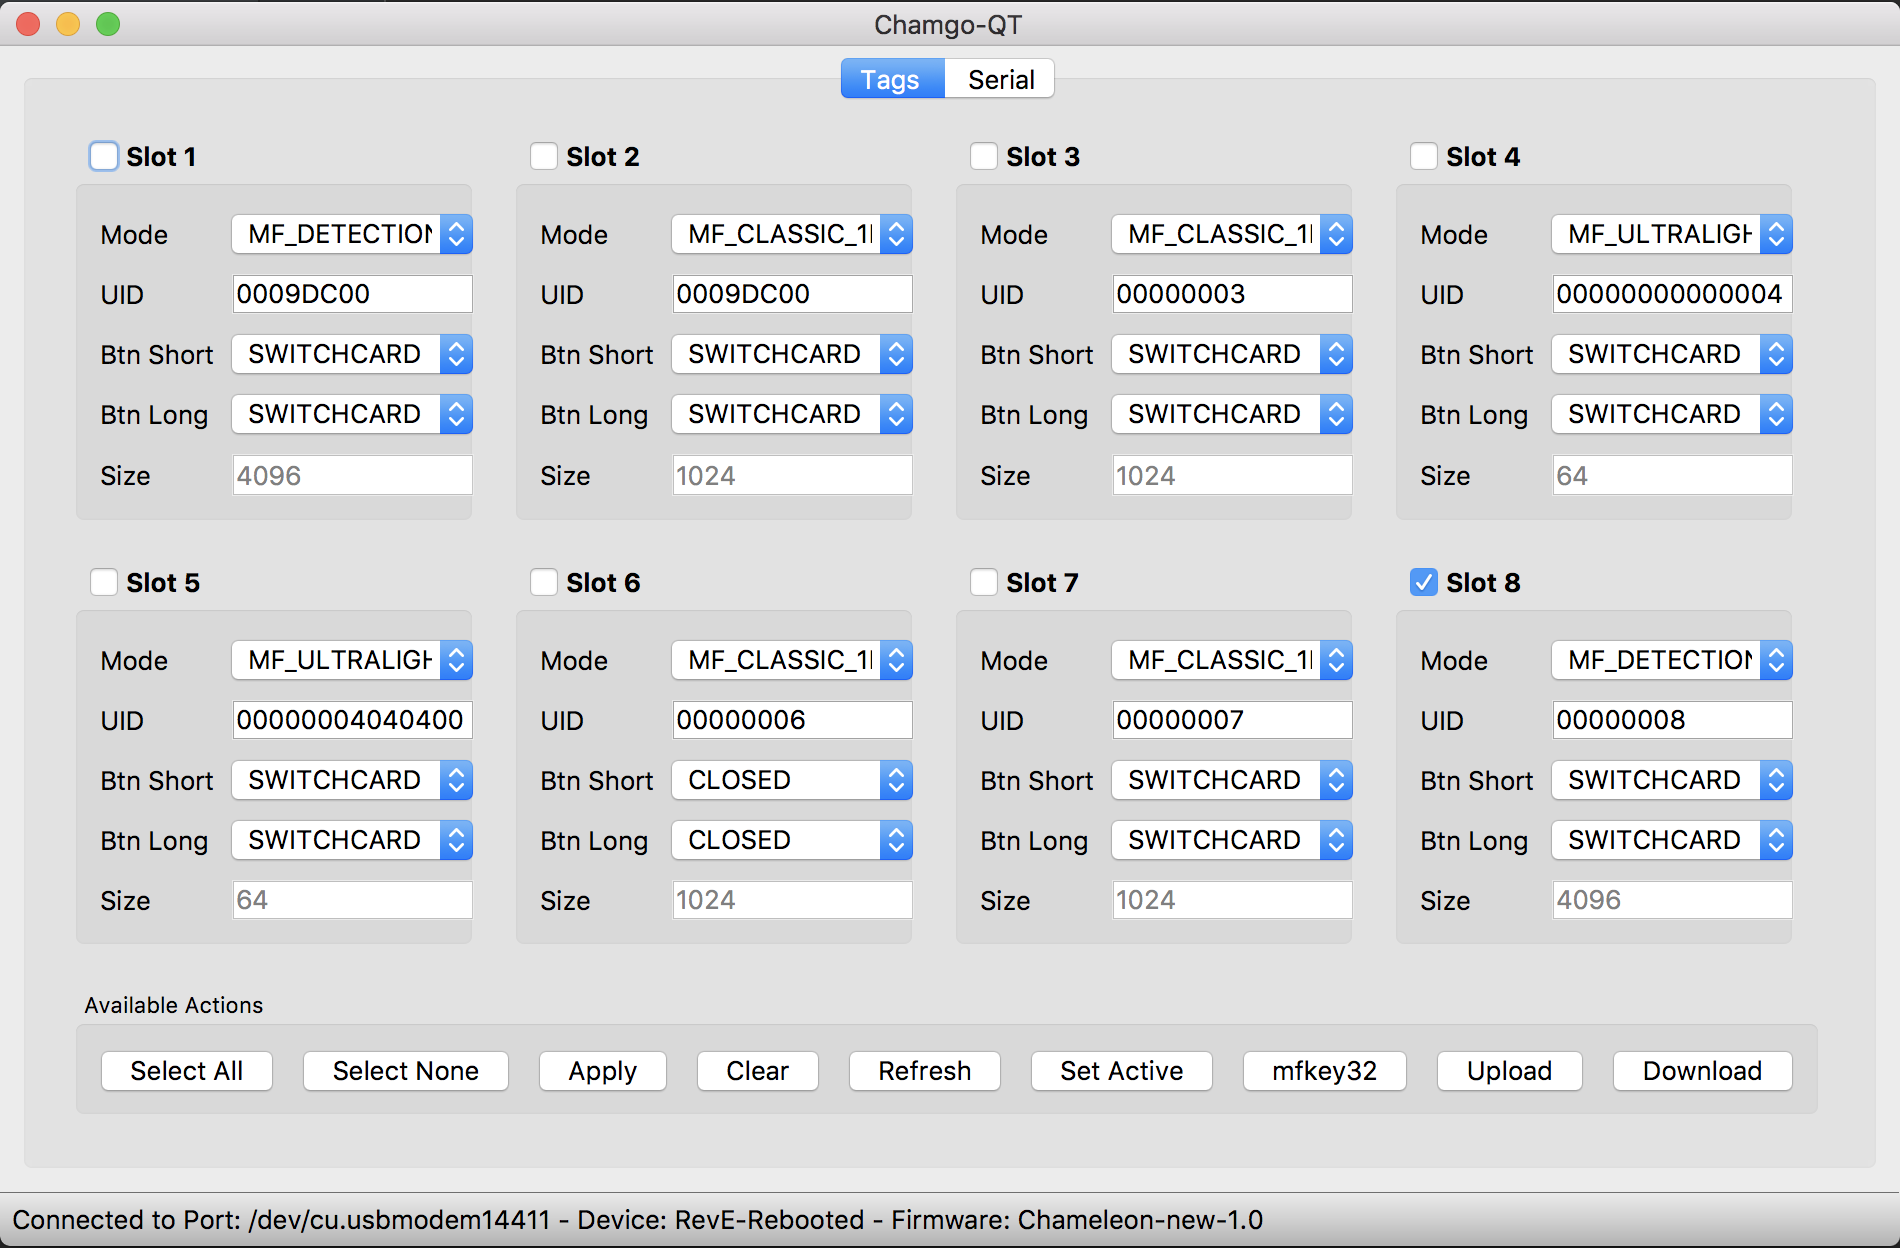 Chamgo-QT
Tags Serial
Slot 1 Slot 2 Slot 3 Slot 4
Mode MF_DETECTION Mode MF_CLASSIC_1 Mode MF_CLASSIC_1 Mode MF_ULTRALIGH
UID 0009DC00 UID 0009DC00 UID 00000003 UID 00000000000004
Btn Short SWITCHCARD Btn Short SWITCHCARD Btn Short SWITCHCARD Btn Short SWITCHCARD
Btn Long SWITCHCARD Btn Long SWITCHCARD Btn Long SWITCHCARD Btn Long SWITCHCARD
Size 4096 Size 1024 Size 1024 Size 64
Slot 5 Slot 6 Slot 7 Slot 8
Mode MF_ULTRALIGH Mode MF_CLASSIC_1 Mode MF_CLASSIC_1 Mode MF_DETECTION
UID 00000004040400 UID 00000006 UID 00000007 UID 00000008
Btn Short SWITCHCARD Btn Short CLOSED Btn Short SWITCHCARD Btn Short SWITCHCARD
Btn Long SWITCHCARD Btn Long CLOSED Btn Long SWITCHCARD Btn Long SWITCHCARD
Size 64 Size 1024 Size 1024 Size 4096
Available Actions
Select All Select None Apply Clear Refresh Set Active mfkey32 Upload Download
Connected to Port: /dev/cu.usbmodem14411 - Device: RevE-Rebooted - Firmware: Chameleon-new-1.0